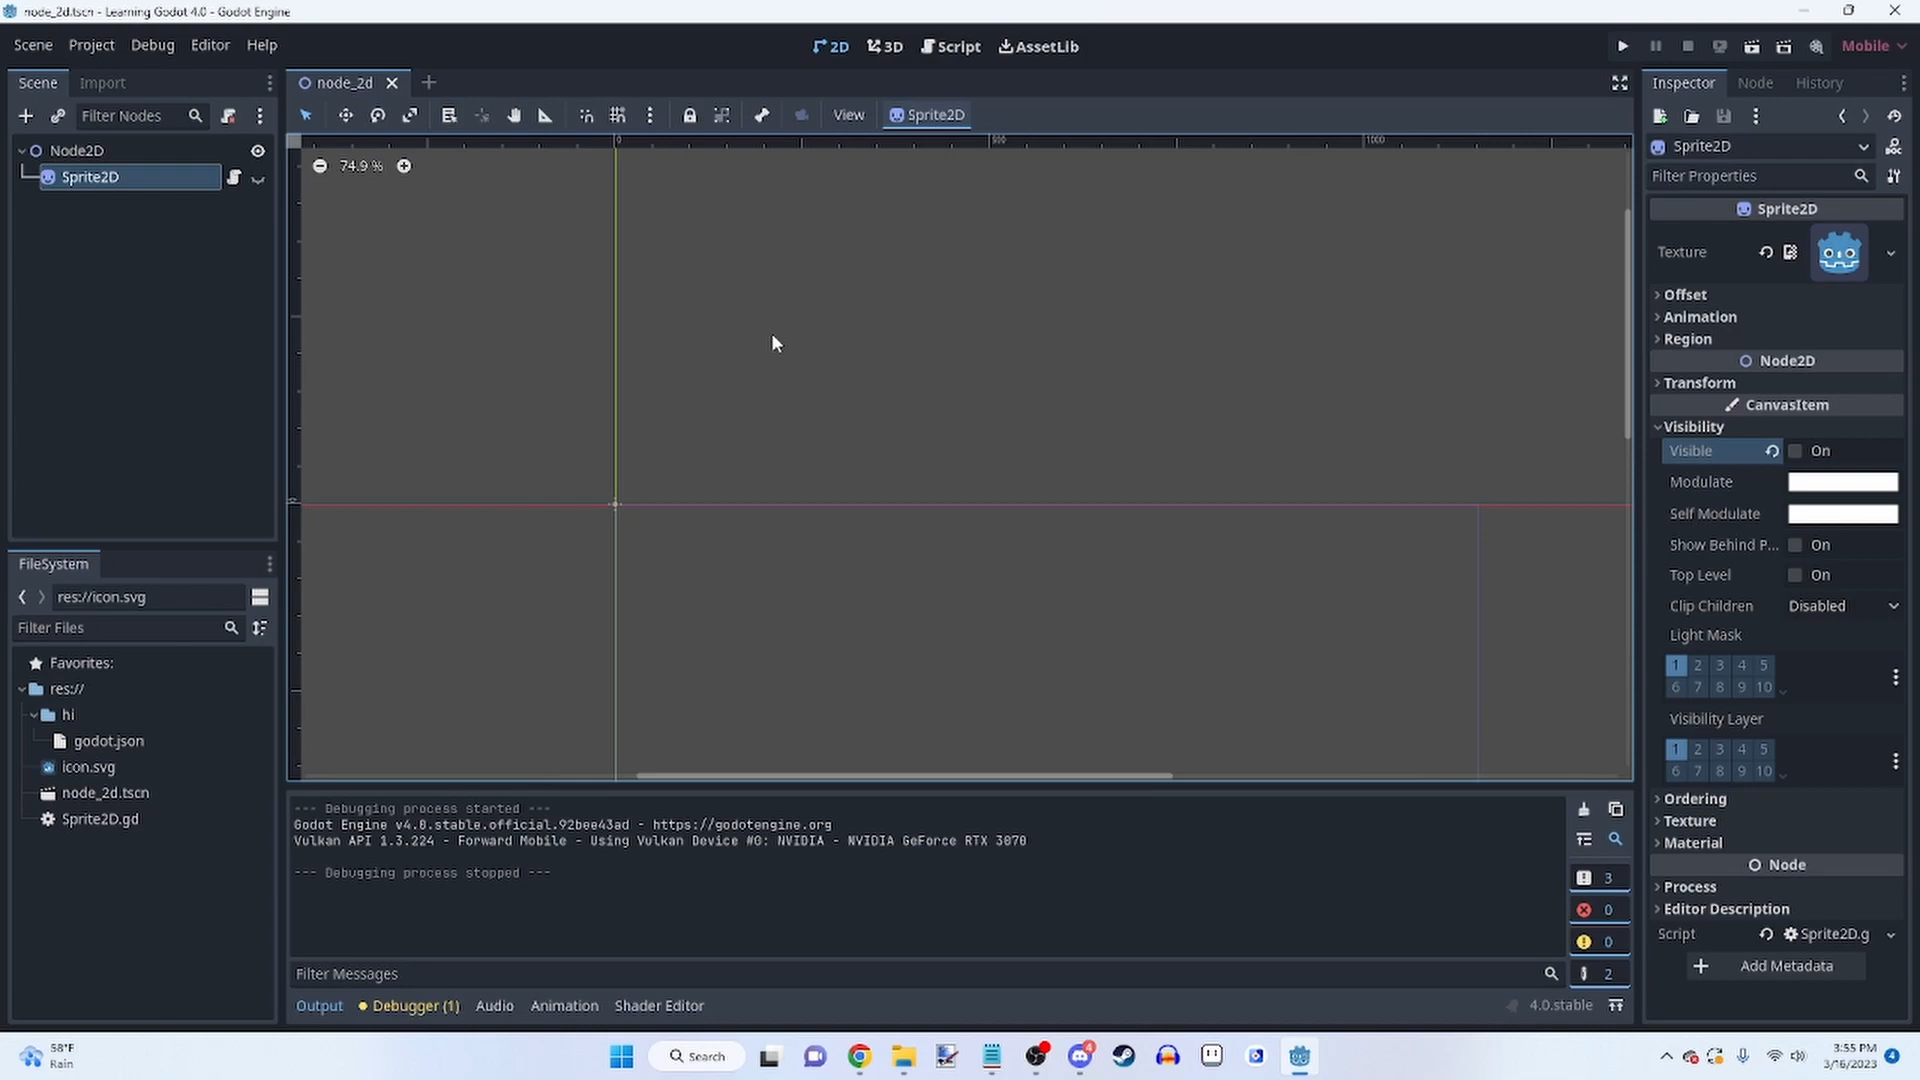 node_2d.tscn - Learning Godot 4.0 - Godot Engine
Scene Project Debug Editor Help
2D 3D Script AssetLib
Mobile
Scene Import
node_2d
Inspector Node History
Filter Nodes
View Sprite2D
Node2D
Sprite2D
0 500 1000
74.9 %
0
Sprite2D
Filter Properties
Sprite2D
Texture
Offset
Animation
Region
Node2D
Transform
CanvasItem
Visibility
Visible On
Modulate
Self Modulate
Show Behind P... On
Top Level On
Clip Children Disabled
Light Mask
1 2 3 4 5
6 7 8 9 10
Visibility Layer
1 2 3 4 5
6 7 8 9 10
Ordering
Texture
Material
Node
Process
Editor Description
Script Sprite2D.g
Add Metadata
FileSystem
res://icon.svg
Filter Files
Favorites:
res://
hi
godot.json
icon.svg
node_2d.tscn
Sprite2D.gd
--- Debugging process started ---
Godot Engine v4.0.stable.official.92bee43ad - https://godotengine.org
Vulkan API 1.3.224 - Forward Mobile - Using Vulkan Device #0: NVIDIA - NVIDIA GeForce RTX 3070
--- Debugging process stopped ---
3
0
0
2
Filter Messages
Output Debugger (1) Audio Animation Shader Editor
4.0.stable
58°F
Rain
Search
4
3:55 PM
3/16/2023
4